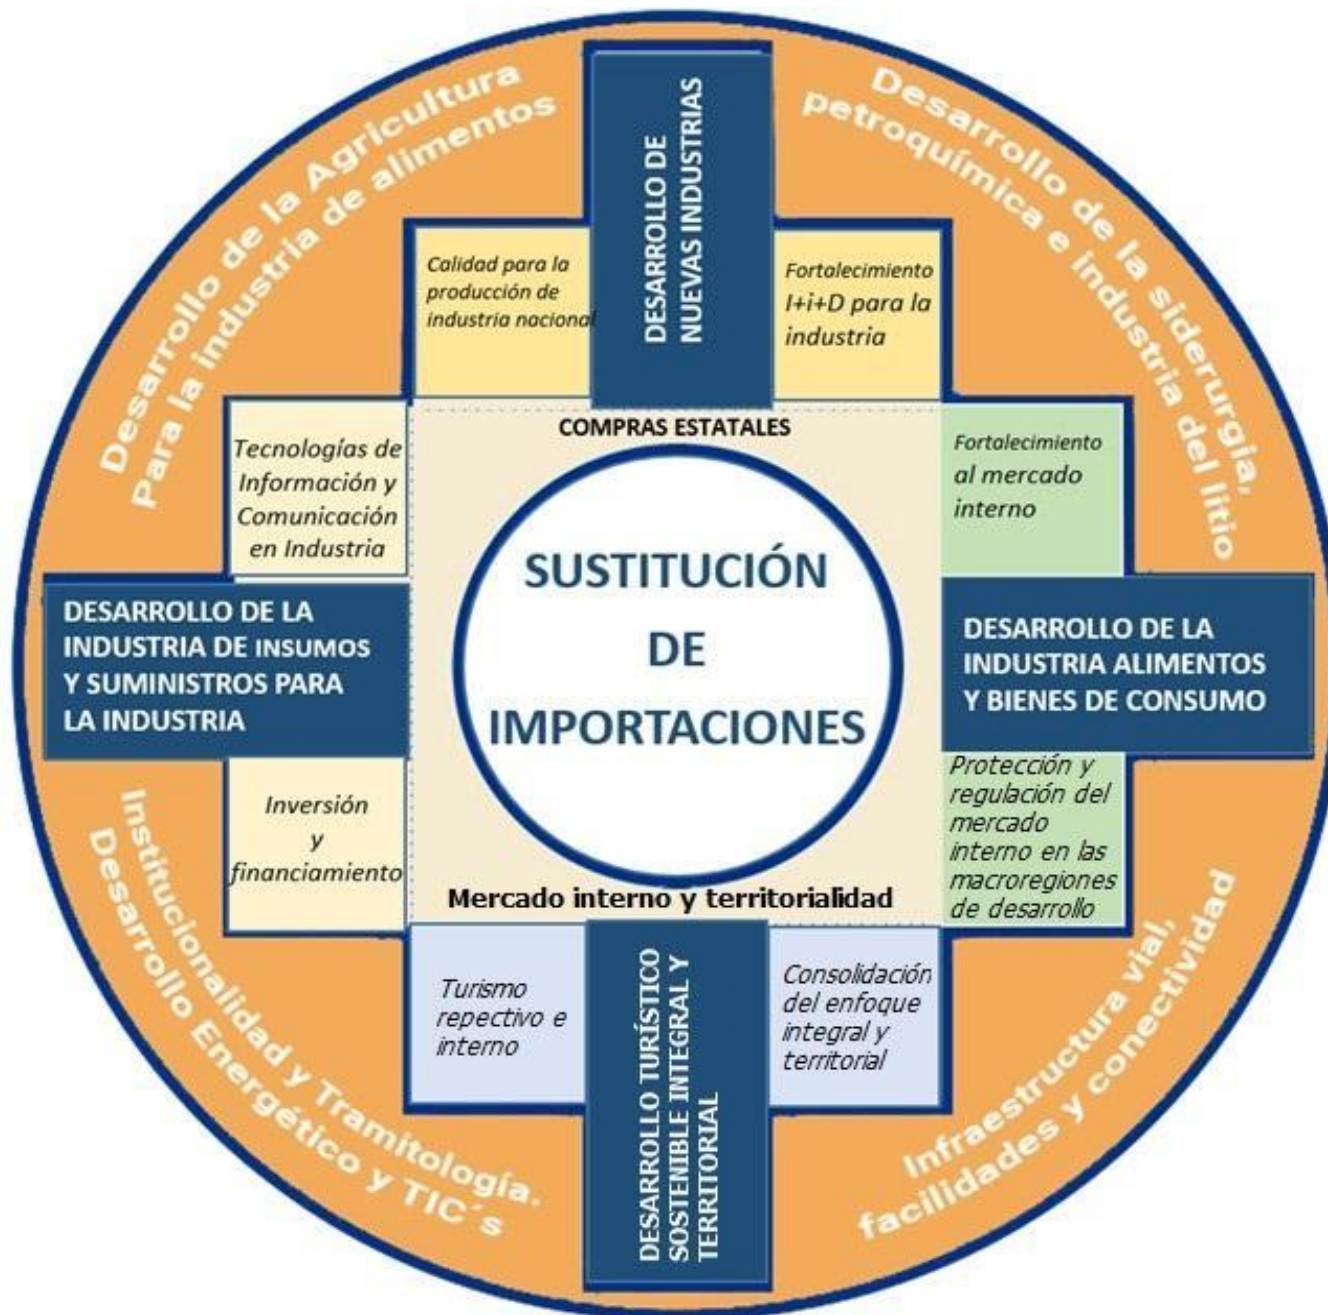 Desarrollo de la Agricultura
Para la industria de alimentos
Desarrollo de la siderurgia,
petroquímica e industria del litio
DESARROLLO DE
NUEVAS INDUSTRIAS
Calidad para la
producción de
industria nacional
Fortalecimiento
I+i+D para la
industria
Tecnologías de
Información y
Comunicación
en Industria
COMPRAS ESTATALES
Fortalecimiento
al mercado
interno
SUSTITUCIÓN
DE
IMPORTACIONES
DESARROLLO DE LA
INDUSTRIA DE INSUMOS
Y SUMINISTROS PARA
LA INDUSTRIA
DESARROLLO DE LA
INDUSTRIA ALIMENTOS
Y BIENES DE CONSUMO
Inversión
y
financiamiento
Mercado interno y territorialidad
Protección y
regulación del
mercado
interno en las
macroregiones
de desarrollo
Turismo
repectivo e
interno
DESARROLLO TURÍSTICO
SOSTENIBLE INTEGRAL Y
TERRITORIAL
Consolidación
del enfoque
integral y
territorial
Institucionalidad y Tramitología.
Desarrollo Energético y TIC´s
Infraestructura vial,
facilidades y conectividad